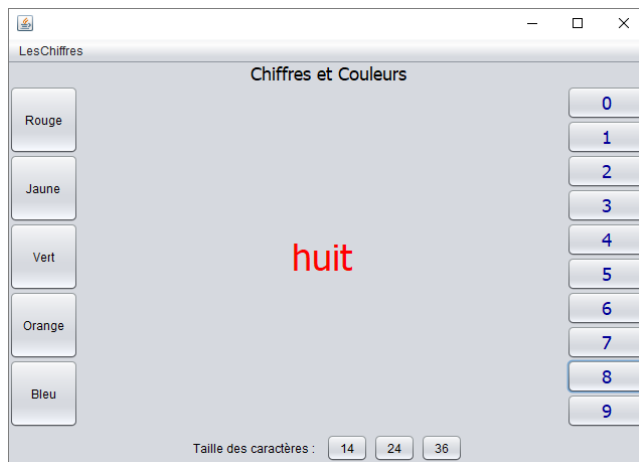 LesChiffres
Chiffres et Couleurs
Rouge
Jaune
Vert
Orange
Bleu
huit
0
1
2
3
4
5
6
7
8
9
Taille des caractères : 14 24 36